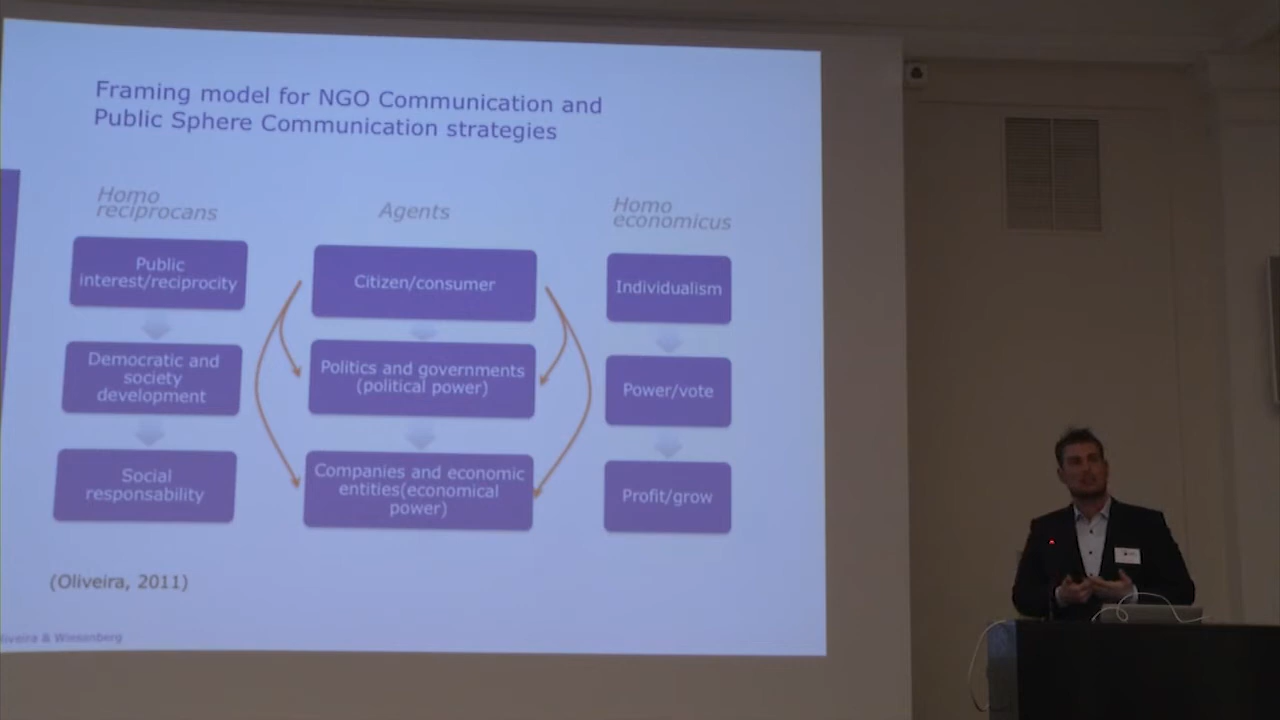 Framing model for NGO Communication and
Public Sphere Communication strategies
Homo
reciprocans
Agents
Homo
economicus
Public
interest/reciprocity
Citizen/consumer
Individualism
Democratic and
society
development
Politics and governments
(political power)
Power/vote
Social
responsability
Companies and economic
entities(economical
power)
Profit/grow
(Oliveira, 2011)
liveira & Wiesenberg